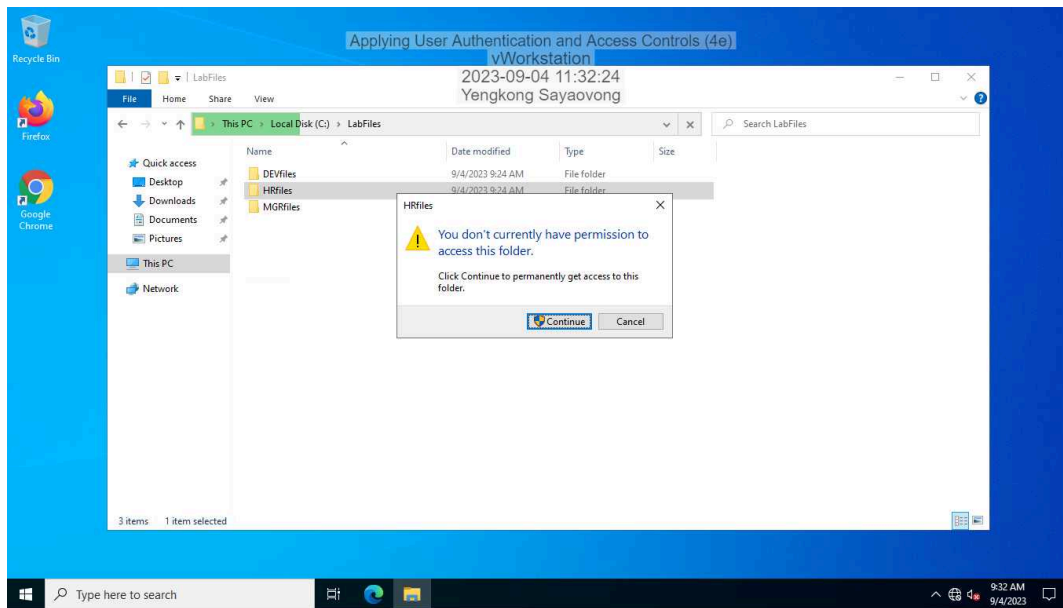 Recycle Bin
Applying User Authentication and Access Controls (4e)
vWorkstation
2023-09-04 11:32:24
Yengkong Sayaovong
LabFiles
File Home Share View
This PC > Local Disk (C:) > LabFiles
Search LabFiles
Firefox
Google
Chrome
Quick access
Desktop
Downloads
Documents
Pictures
This PC
Network
Name Date modified Type Size
DEVfiles 9/4/2023 9:24 AM File folder
HRfiles 9/4/2023 9:24 AM File folder
MGRfiles
HRfiles
You don't currently have permission to
access this folder.
Click Continue to permanently get access to this
folder.
Continue Cancel
3 items 1 item selected
Type here to search
9:32 AM
9/4/2023